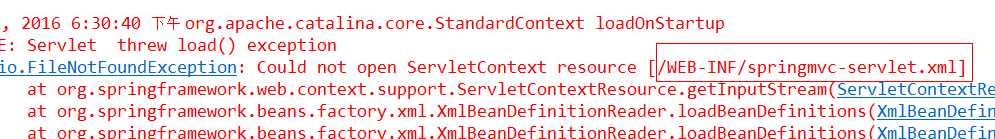 , 2016 6:30:40 下午 org.apache.catalina.core.StandardContext loadOnStartup
E: Servlet threw load() exception
io.FileNotFoundException: Could not open ServletContext resource [/WEB-INF/springmvc-servlet.xml]
at org.springframework.web.context.support.ServletContextResource.getInputStream(ServletContextRe
at org.springframework.beans.factory.xml.XmlBeanDefinitionReader.loadBeanDefinitions(XmlBeanDefin
at org.springframework.beans.factory.xml.XmlBeanDefinitionReader.loadBeanDefinitions(XmlBeanDefin